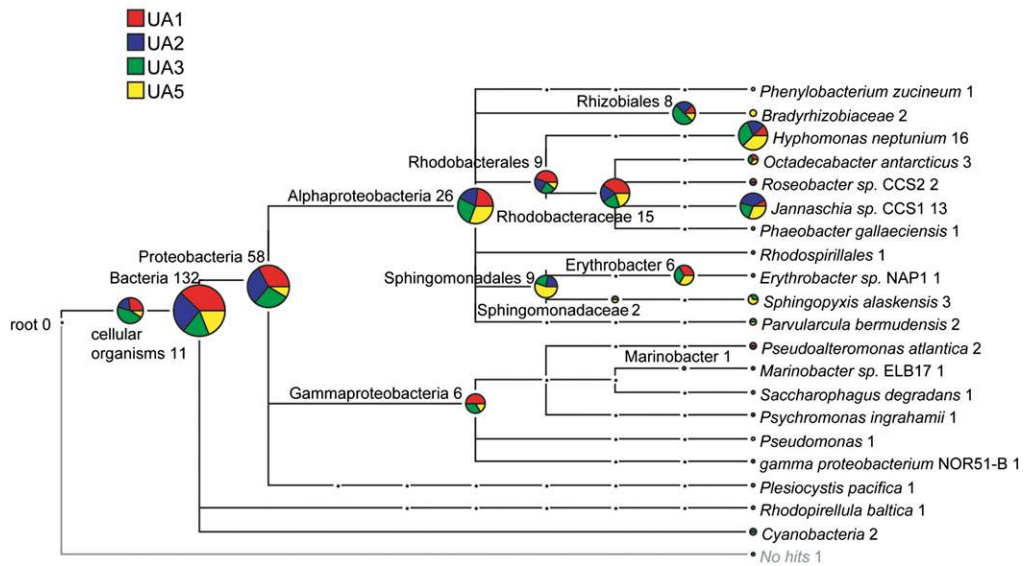 UA1
UA2
UA3
UA5
Phenylobacterium zucineum 1
Rhizobiales 8
Bradyrhizobiaceae 2
Hyphomonas neptunium 16
Rhodobacterales 9
Octadecabacter antarcticus 3
Roseobacter sp. CCS2 2
Alphaproteobacteria 26
Jannaschia sp. CCS1 13
Rhodobacteraceae 15
Phaeobacter gallaeciensis 1
Proteobacteria 58
Rhodospirillales 1
Bacteria 132
Sphingomonadales 9
Erythrobacter 6
Erythrobacter sp. NAP1 1
Sphingopyxis alaskensis 3
Sphingomonadaceae 2
root 0
Parvularcula bermudensis 2
cellular
organisms 11
Pseudoalteromonas atlantica 2
Marinobacter 1
Marinobacter sp. ELB17 1
Gammaproteobacteria 6
Saccharophagus degradans 1
Psychromonas ingrahamii 1
Pseudomonas 1
gamma proteobacterium NOR51-B 1
Plesiocystis pacifica 1
Rhodopirellula baltica 1
Cyanobacteria 2
No hits 1